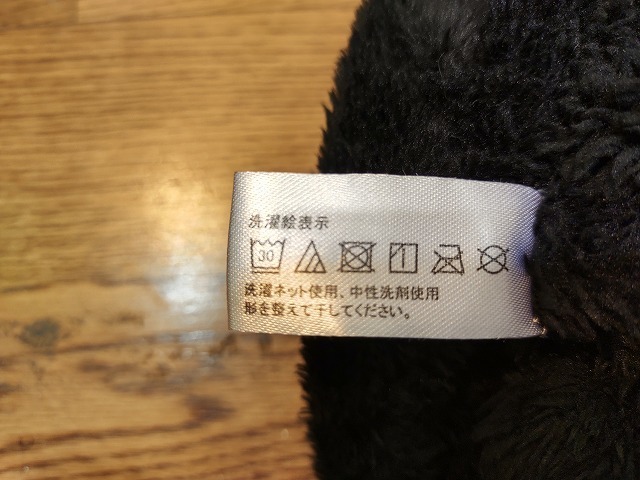 洗濯絵表示
30
洗濯ネット使用、中性洗剤使用
形を整えて干してください。